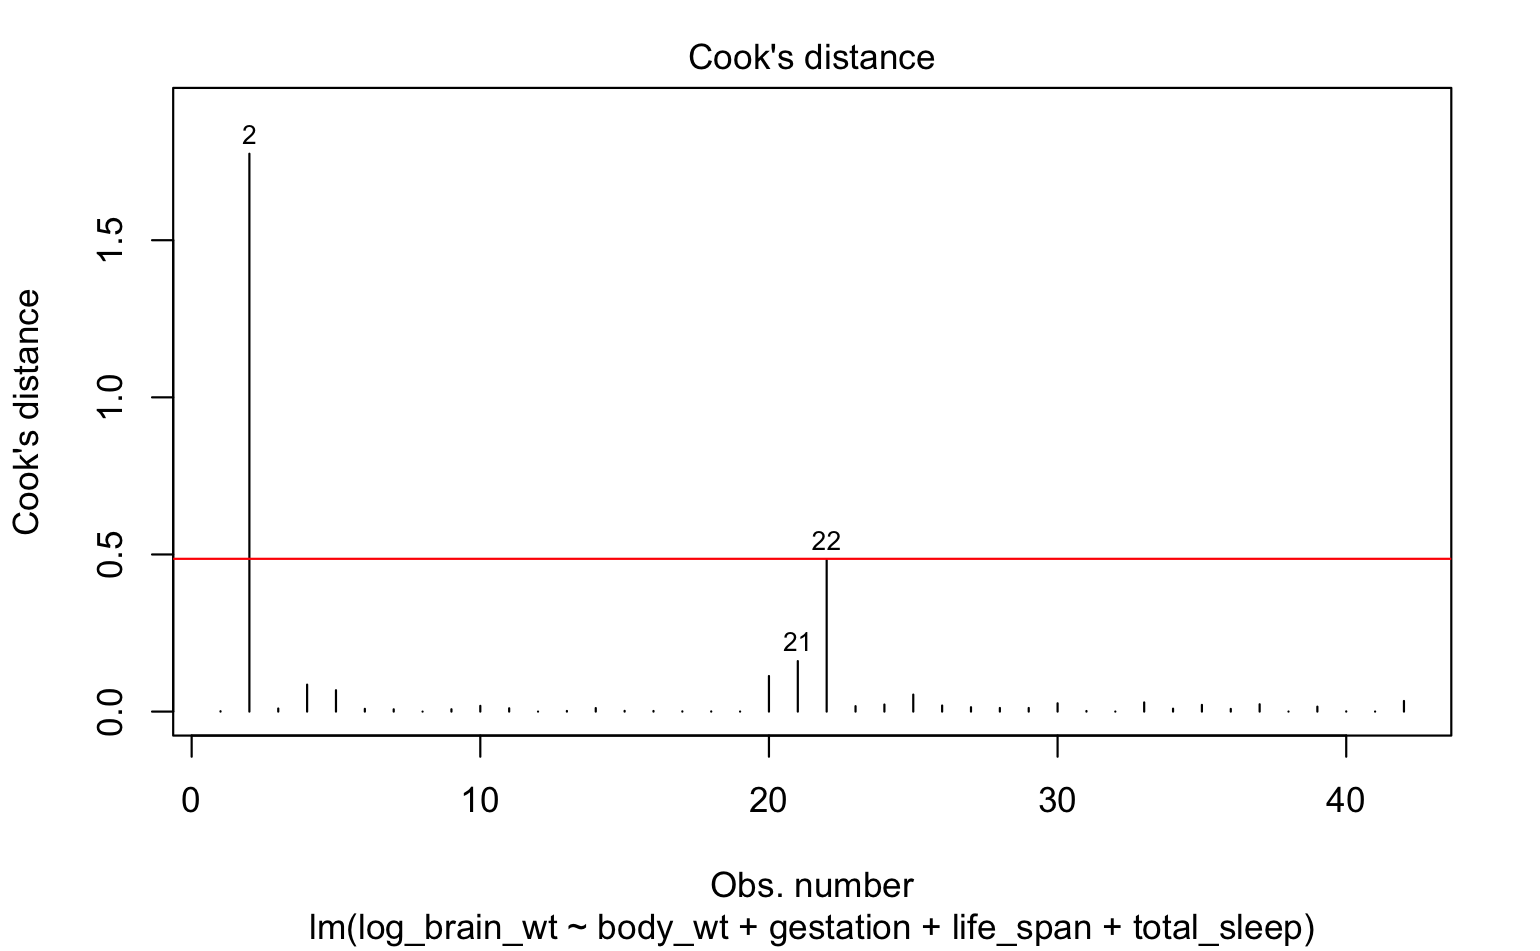 Cook's distance
2
1.5
1.0
0.5
0.0
Cook's distance
22
21
0 10 20 30 40
Obs. number
lm(log_brain_wt ~ body_wt + gestation + life_span + total_sleep)